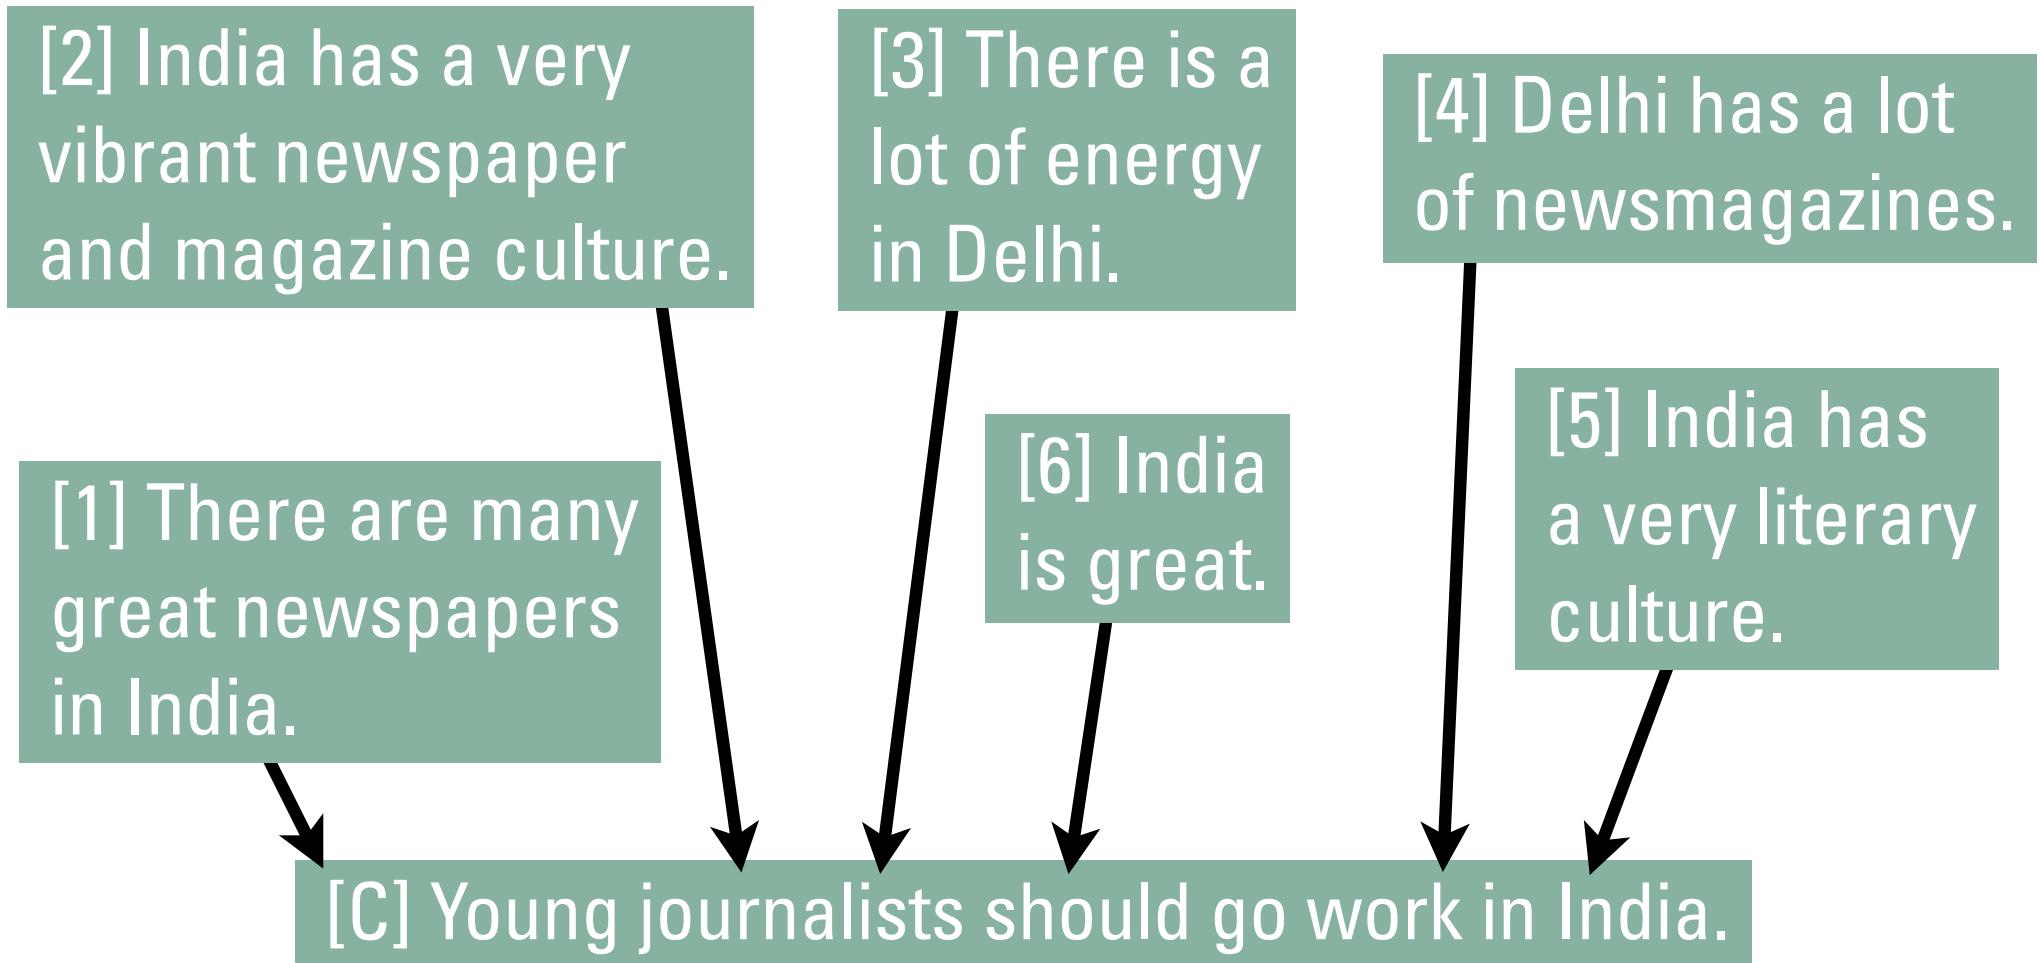 [2] India has a very
vibrant newspaper
and magazine culture.
[3] There is a
lot of energy
in Delhi.
[4] Delhi has a lot
of newsmagazines.
[1] There are many
great newspapers
in India.
[6] India
is great.
[5] India has
a very literary
culture.
[C] Young journalists should go work in India.